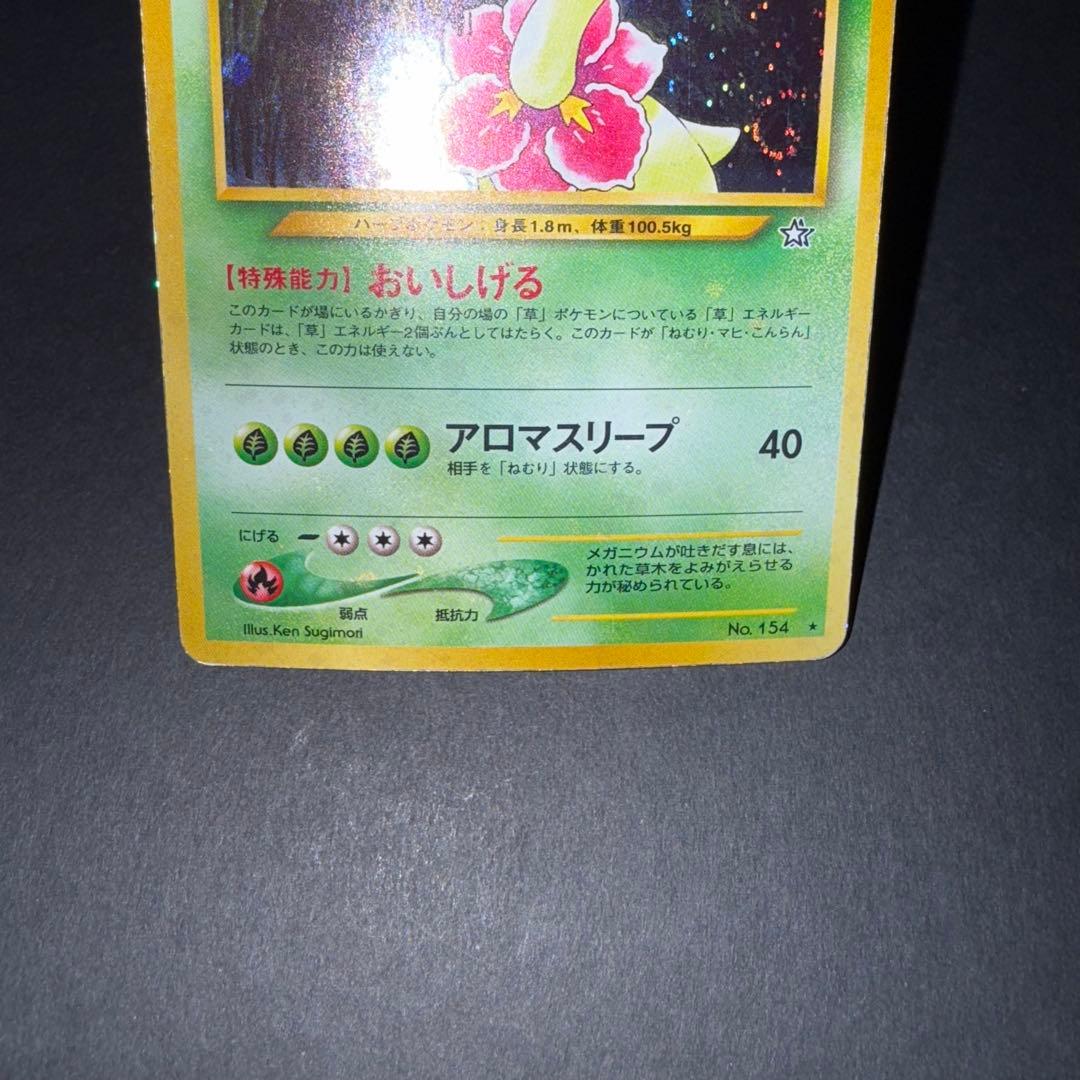 ハーブポケモン：身長1.8m、体重100.5kg
【特殊能力】おいしげる
このカードが場にいるかぎり、自分の場の「草」ポケモンについている「草」エネルギー
カードは、「草」エネルギー2個ぶんとしてはたらく。このカードが「ねむり・マヒ・こんらん」
状態のとき、この力は使えない。
アロマスリープ 40
相手を「ねむり」状態にする。
にげる
メガニウムが吐きだす息には、
かれた草木をよみがえらせる
力が秘められている。
弱点 抵抗力
Illus.Ken Sugimori No. 154 ★